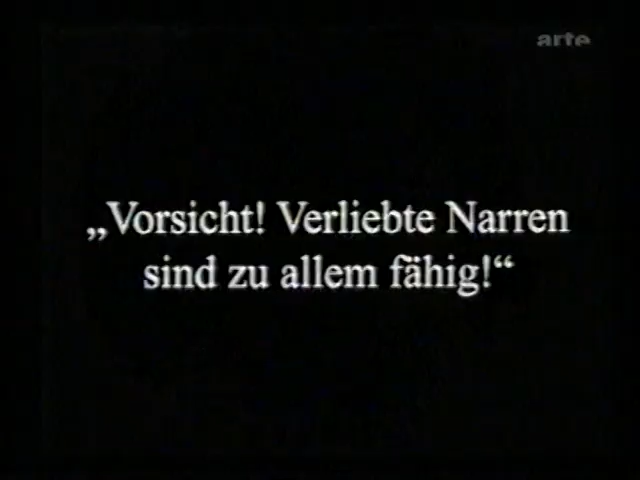 arte
„Vorsicht! Verliebte Narren
sind zu allem fähig!“